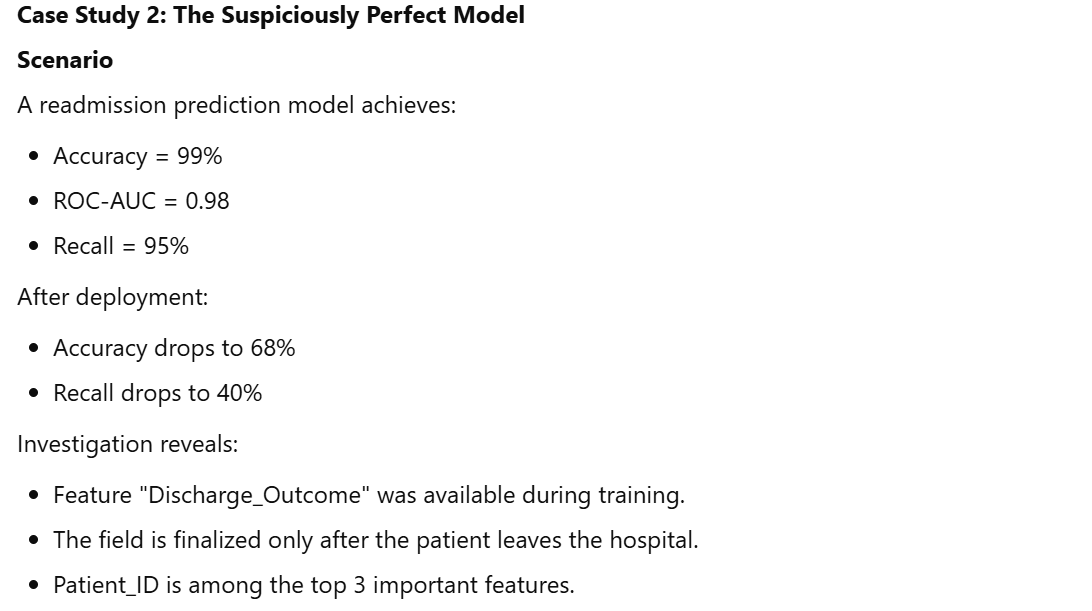 Case Study 2: The Suspiciously Perfect Model
Scenario
A readmission prediction model achieves:
• Accuracy = 99%
• ROC-AUC = 0.98
• Recall = 95%
After deployment:
• Accuracy drops to 68%
• Recall drops to 40%
Investigation reveals:
• Feature "Discharge_Outcome" was available during training.
• The field is finalized only after the patient leaves the hospital.
• Patient_ID is among the top 3 important features.